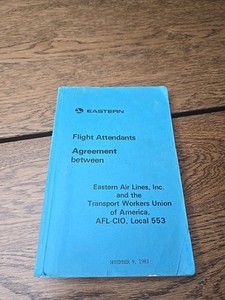 EASTERN
Flight Attendants
Agreement
between
Eastern Air Lines, Inc.
and the
Transport Workers Union
of America,
AFL-CIO, Local 553